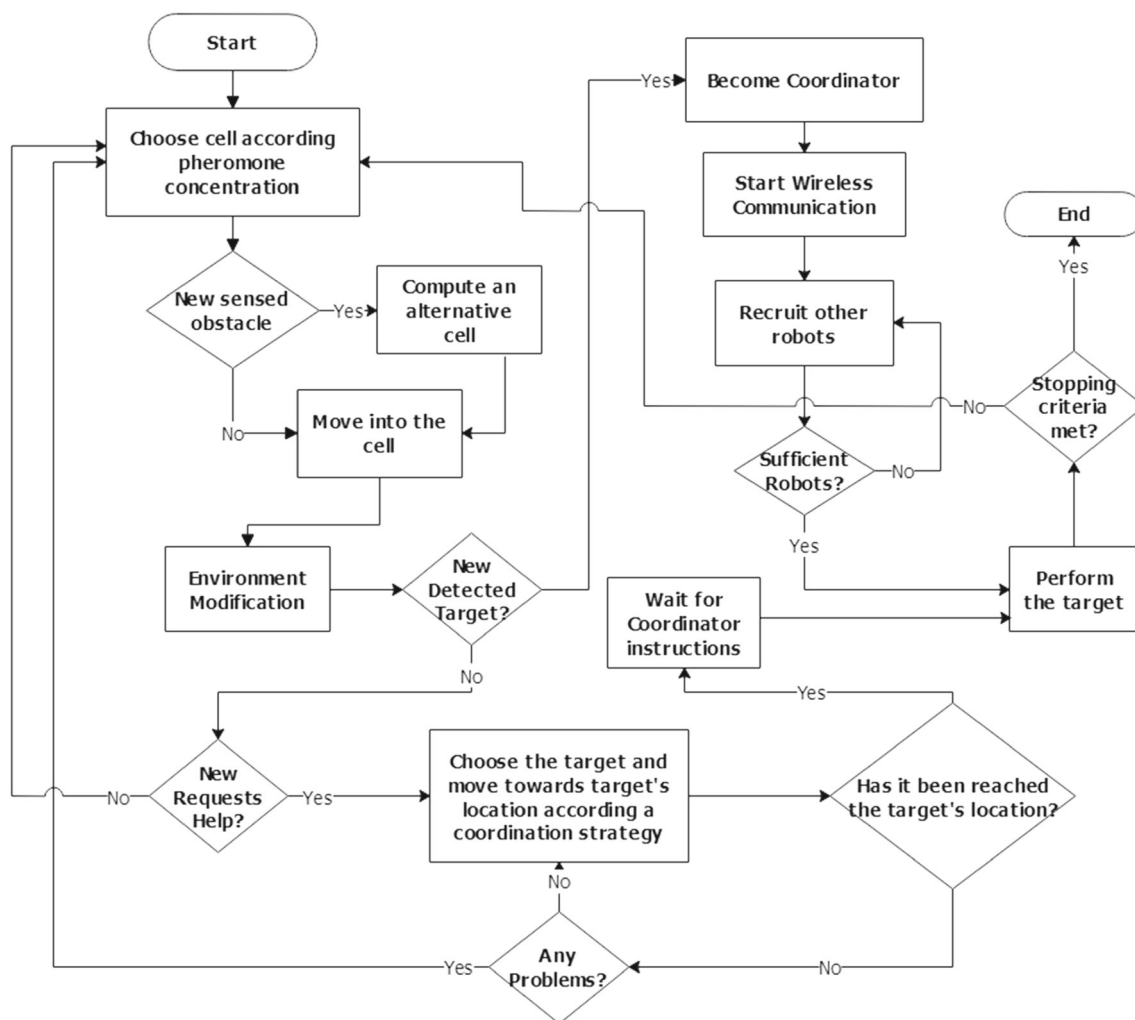 Start
Choose cell according
pheromone
concentration
New sensed
obstacle
Yes
Compute an
alternative
cell
No
Move into the
cell
Environment
Modification
New
Detected
Target?
Yes
Become Coordinator
Start Wireless
Communication
Recruit other
robots
Sufficient
Robots?
No
Yes
End
Yes
Stopping
criteria
met?
No
Perform
the target
Wait for
Coordinator
instructions
No
New
Requests
Help?
No
Yes
Choose the target and
move towards target's
location according a
coordination strategy
Yes
Has it been reached
the target's location?
No
Any
Problems?
No
Yes